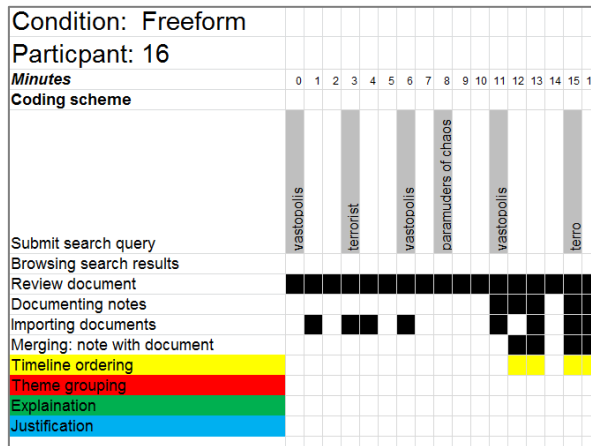 Condition: Freeform
Particpant: 16
Minutes 0 1 2 3 4 5 6 7 8 9 10 11 12 13 14 15
Coding scheme
vastopolis
terrorist
vastopolis
paramuders of chaos
vastopolis
terro
Submit search query
Browsing search results
Review document
Documenting notes
Importing documents
Merging: note with document
Timeline ordering
Theme grouping
Explaination
Justification